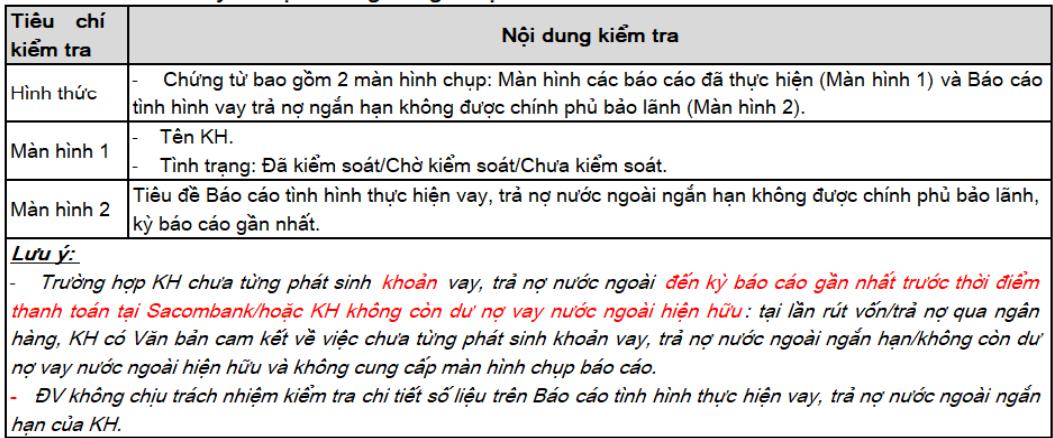 Tiêu chí kiểm tra
Nội dung kiểm tra
Hình thức
- Chứng từ bao gồm 2 màn hình chụp: Màn hình các báo cáo đã thực hiện (Màn hình 1) và Báo cáo
tình hình vay trả nợ ngắn hạn không được chính phủ bảo lãnh (Màn hình 2).
Màn hình 1
- Tên KH.
- Tình trạng: Đã kiểm soát/Chờ kiểm soát/Chưa kiểm soát.
Màn hình 2
Tiêu đề Báo cáo tình hình thực hiện vay, trả nợ nước ngoài ngắn hạn không được chính phủ bảo lãnh,
kỳ báo cáo gần nhất.
Lưu ý:
- Trường hợp KH chưa từng phát sinh khoản vay, trả nợ nước ngoài đến kỳ báo cáo gần nhất trước thời điểm
thanh toán tại Sacombank/hoặc KH không còn dư nợ vay nước ngoài hiện hữu: tại lần rút vốn/trả nợ qua ngân
hàng, KH có Văn bản cam kết về việc chưa từng phát sinh khoản vay, trả nợ nước ngoài ngắn hạn/không còn dư
nợ vay nước ngoài hiện hữu và không cung cấp màn hình chụp báo cáo.
- ĐV không chịu trách nhiệm kiểm tra chi tiết số liệu trên Báo cáo tình hình thực hiện vay, trả nợ nước ngoài ngắn
hạn của KH.